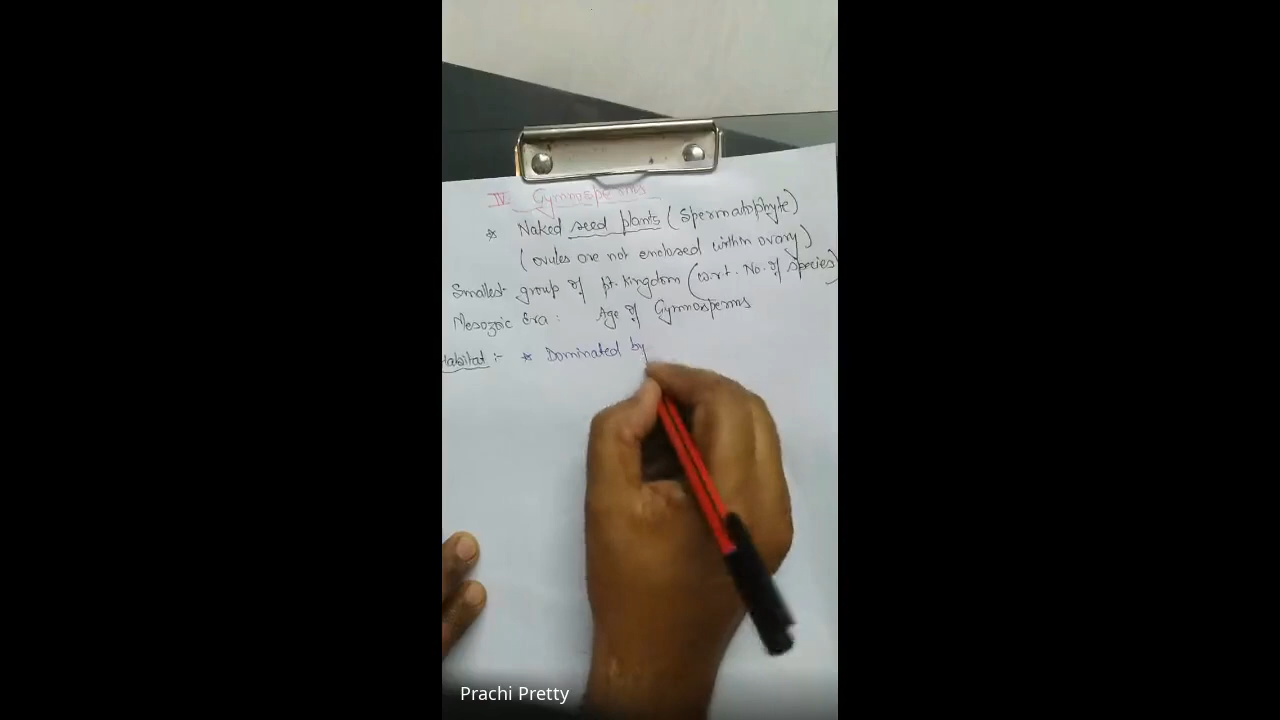 IV. Gymnosperms
* Naked seed plants (Spermatophyte)
(ovules are not enclosed within ovary)
Smallest group of pt. kingdom (w.r.t. No. of species)
Mesozoic Era : Age of Gymnosperms
Habitat :- * Dominated by
Prachi Pretty